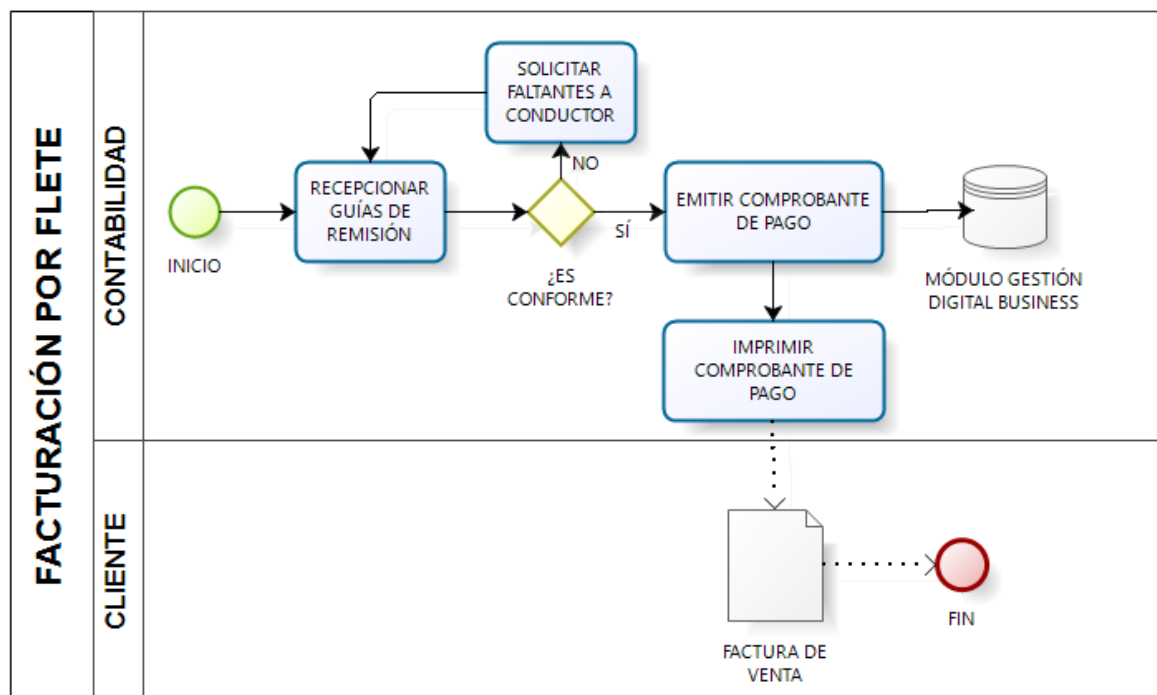 FACTURACIÓN POR FLETE
CONTABILIDAD
SOLICITAR
FALTANTES A
CONDUCTOR
NO
RECEPCIONAR
GUÍAS DE
REMISIÓN
INICIO
¿ES
CONFORME?
SÍ
EMITIR COMPROBANTE
DE PAGO
MÓDULO GESTIÓN
DIGITAL BUSINESS
IMPRIMIR
COMPROBANTE DE
PAGO
CLIENTE
FACTURA DE
VENTA
FIN